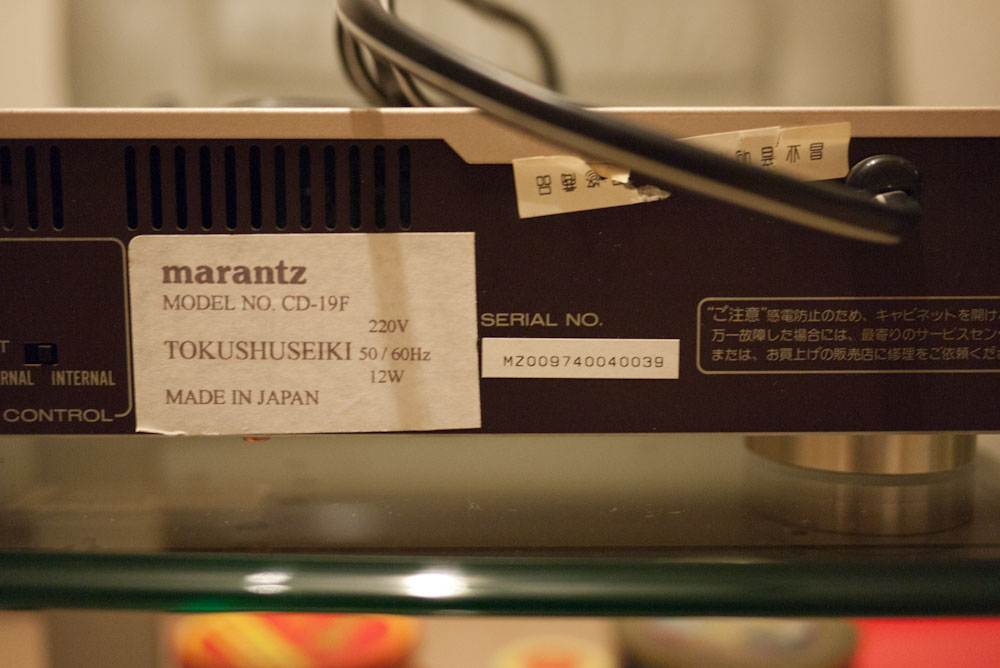 marantz
MODEL NO. CD-19F
220V
TOKUSHUSEIKI 50 / 60Hz
12W
MADE IN JAPAN
SERIAL NO.
MZ009740040039
"ご注意"感電防止のため、キャビネットを開け
万一故障した場合には、最寄りのサービスセン
または、お買上げの販売店に修理をご依頼くだ
INTERNAL
CONTROL
冒不具